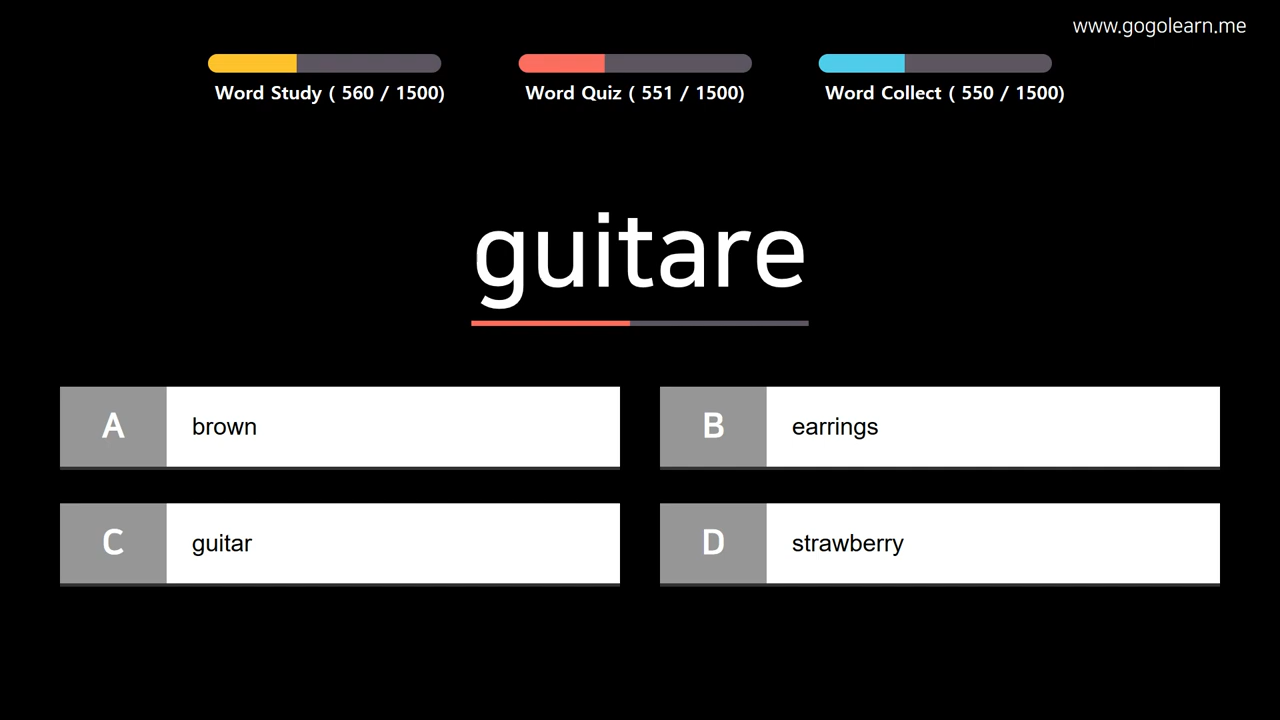 www.gogolearn.me
Word Study ( 560 / 1500)
Word Quiz ( 551 / 1500)
Word Collect ( 550 / 1500)
guitare
A brown
B earrings
C guitar
D strawberry